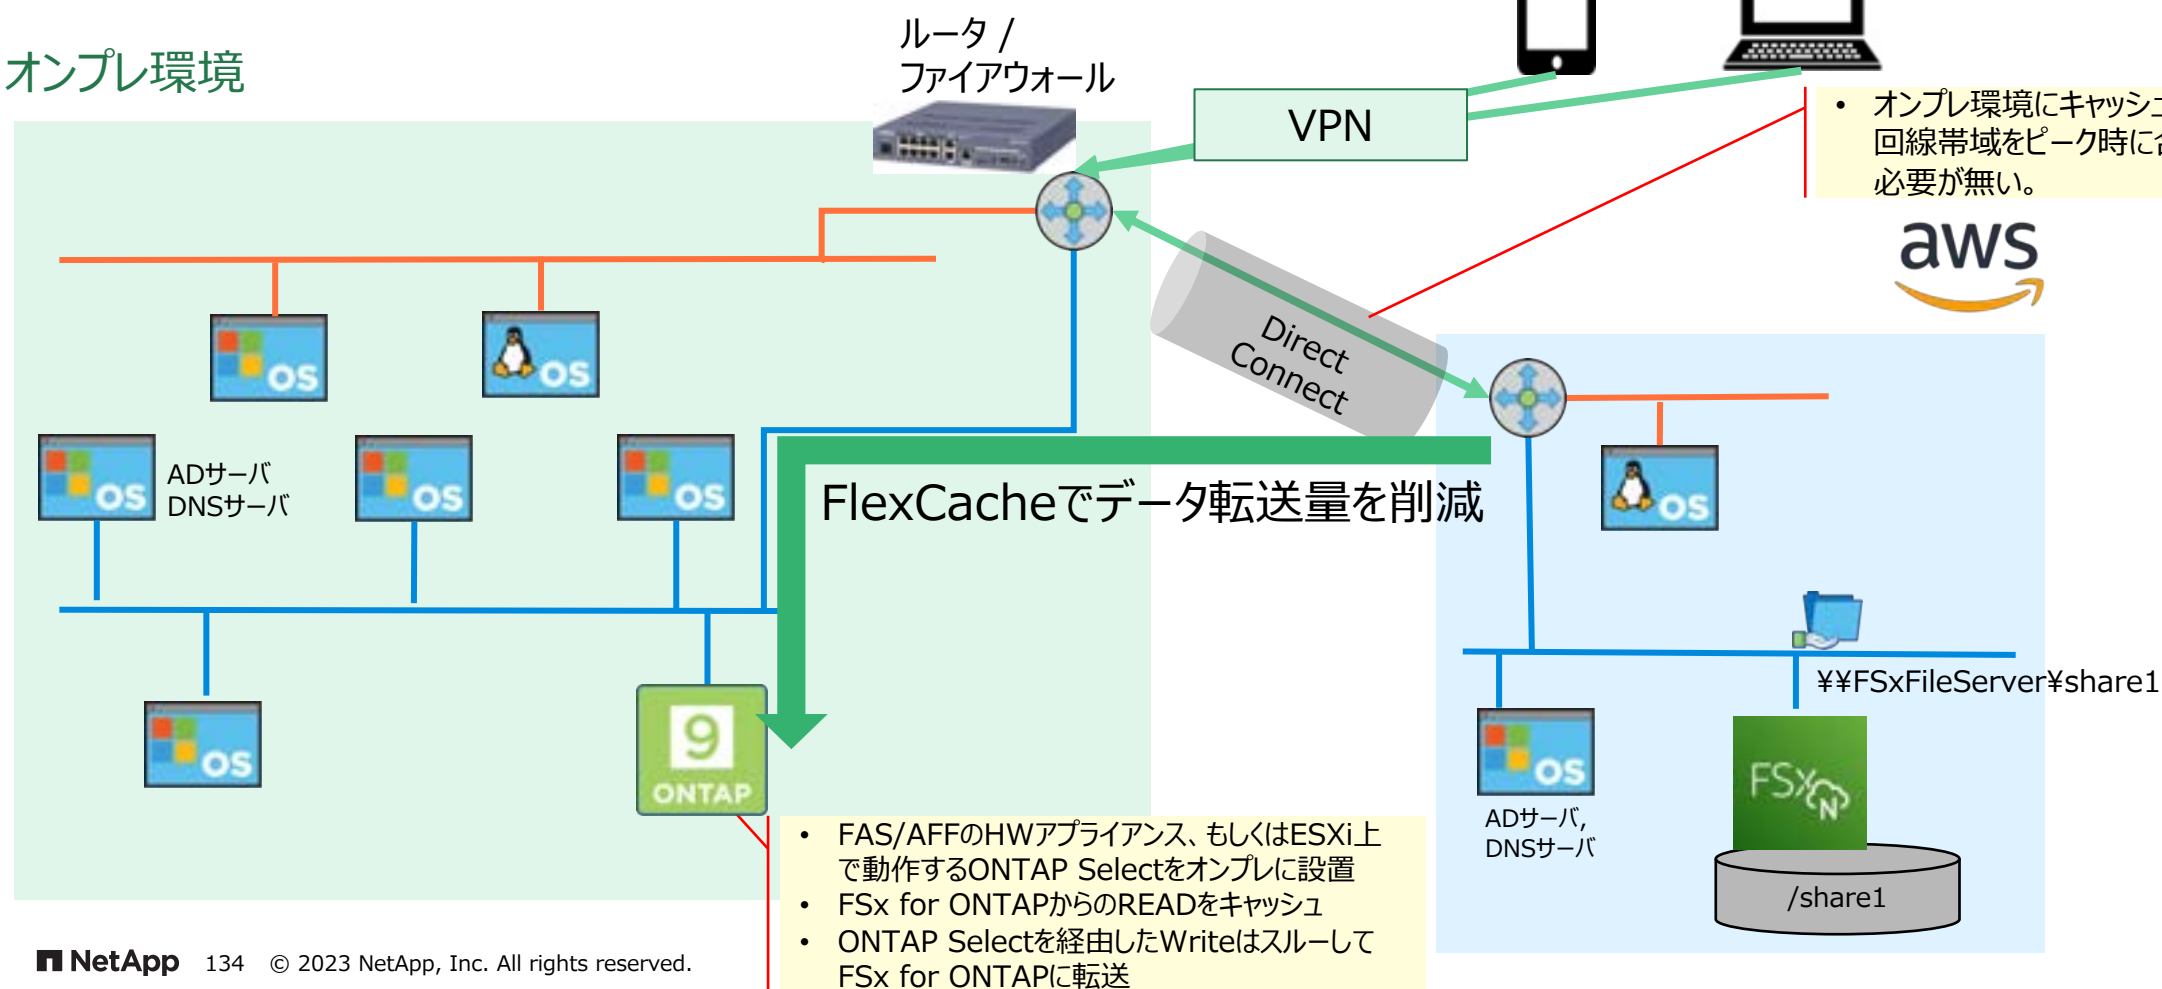 オンプレ環境
ルータ /
ファイアウォール
VPN
• オンプレ環境にキャッシュ
回線帯域をピーク時に
必要が無い。
aws
Direct
Connect
OS
OS
OS
ADサーバ
DNSサーバ
OS
OS
FlexCacheでデータ転送量を削減
OS
¥¥FSxFileServer¥share1
OS
9
ONTAP
OS
ADサーバ,
DNSサーバ
FSx
N
/share1
• FAS/AFFのHWアプライアンス、もしくはESXi上
で動作するONTAP Selectをオンプレに設置
• FSx for ONTAPからのREADをキャッシュ
• ONTAP Selectを経由したWriteはスルーして
FSx for ONTAPに転送
NetApp 134 © 2023 NetApp, Inc. All rights reserved.